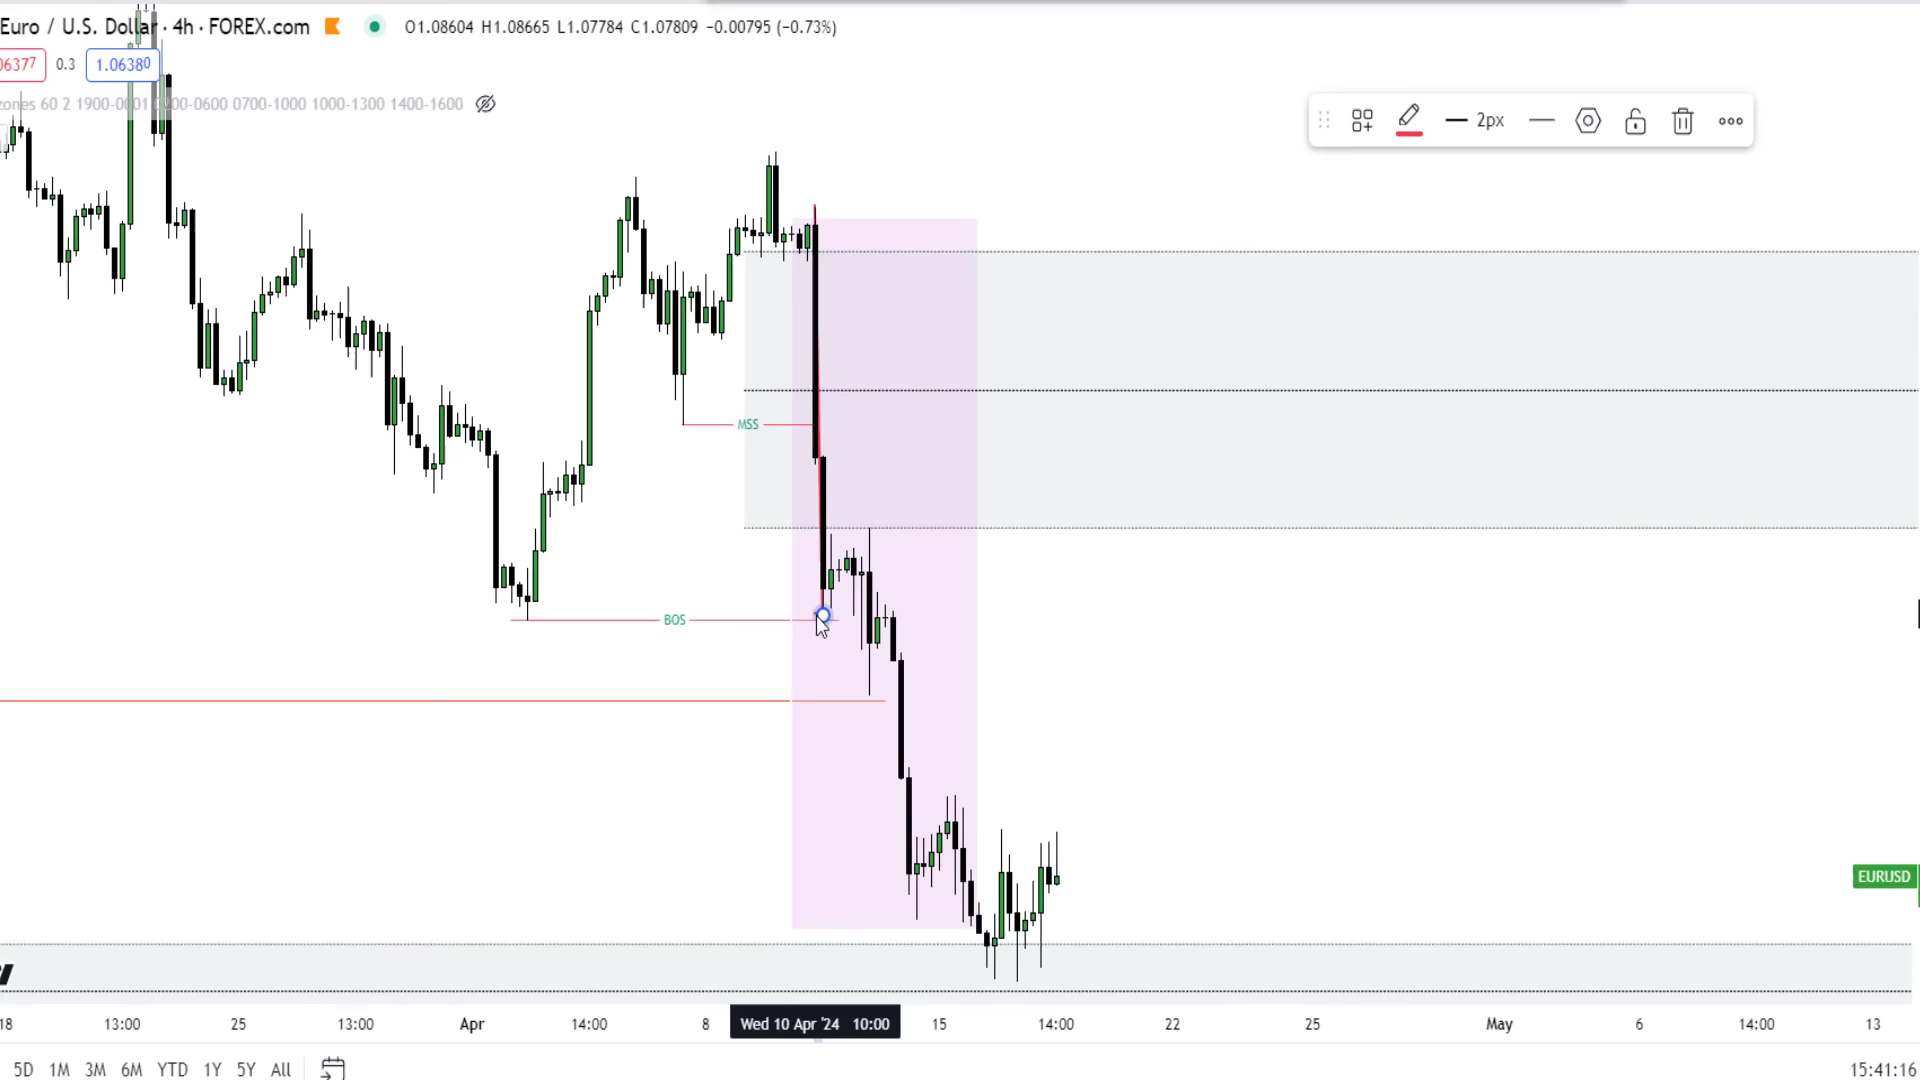 Euro / U.S. Dollar · 4h · FOREX.com O1.08604 H1.08665 L1.07784 C1.07809 −0.00795 (−0.73%)
06377 0.3 1.06380
zones 60 2 1900-0001 0200-0600 0700-1000 1000-1300 1400-1600
2px
MSS
BOS
EURUSD
18 13:00 25 13:00 Apr 14:00 8 Wed 10 Apr '24 10:00 15 14:00 22 25 May 6 14:00 13
5D 1M 3M 6M YTD 1Y 5Y All 15:41:16